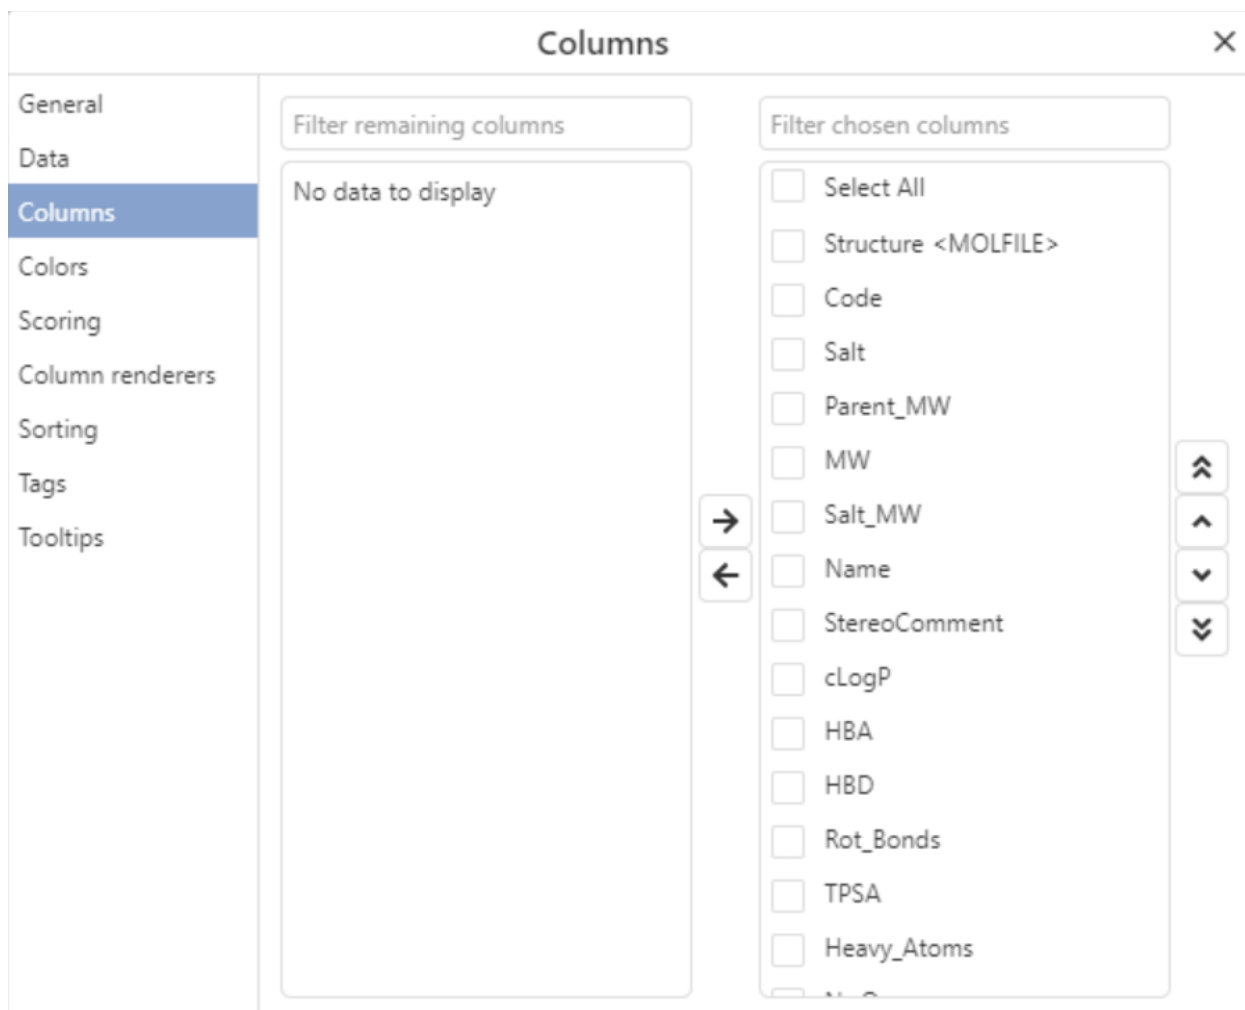 Columns
General
Data
Columns
Colors
Scoring
Column renderers
Sorting
Tags
Tooltips
Filter remaining columns
No data to display
Filter chosen columns
Select All
Structure <MOLFILE>
Code
Salt
Parent_MW
MW
Salt_MW
Name
StereoComment
cLogP
HBA
HBD
Rot_Bonds
TPSA
Heavy_Atoms